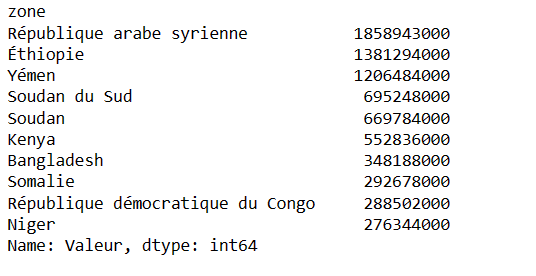 zone
République arabe syrienne 1858943000
Éthiopie 1381294000
Yémen 1206484000
Soudan du Sud 695248000
Soudan 669784000
Kenya 552836000
Bangladesh 348188000
Somalie 292678000
République démocratique du Congo 288502000
Niger 276344000
Name: Valeur, dtype: int64